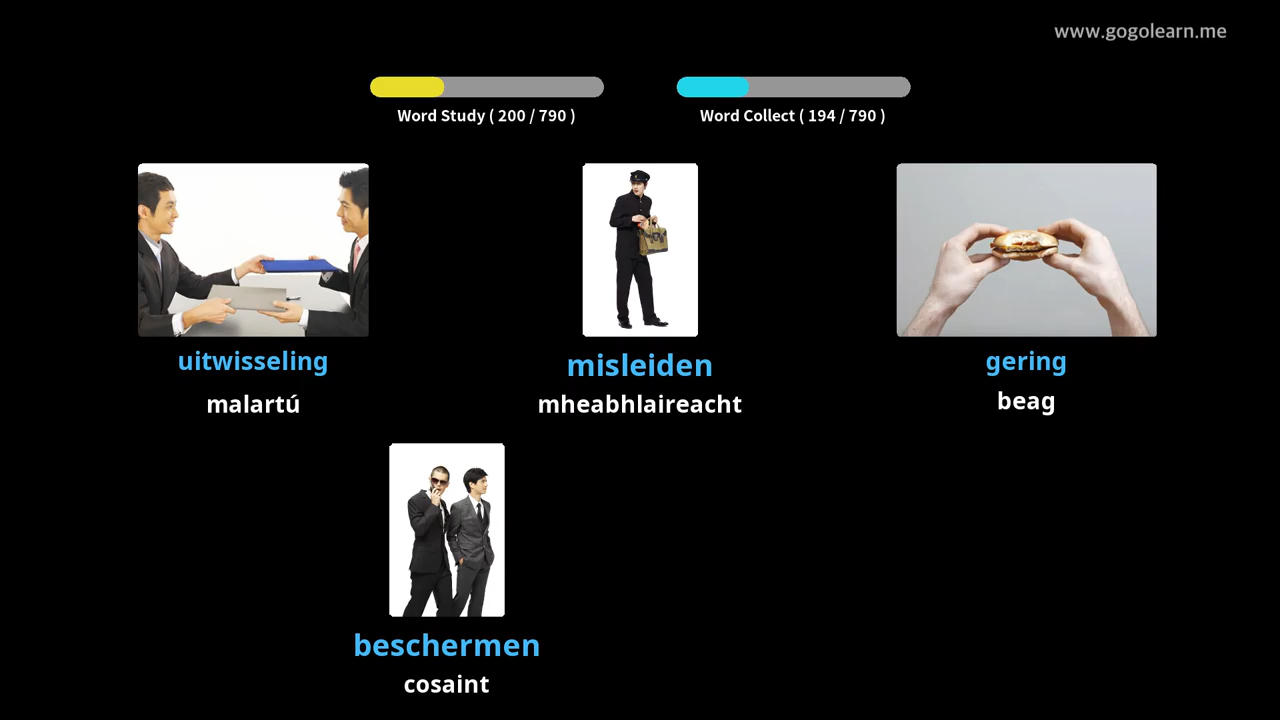 www.gogolearn.me
Word Study ( 200 / 790 )
Word Collect ( 194 / 790 )
uitwisseling
malartú
misleiden
mheabhlaireacht
gering
beag
beschermen
cosaint